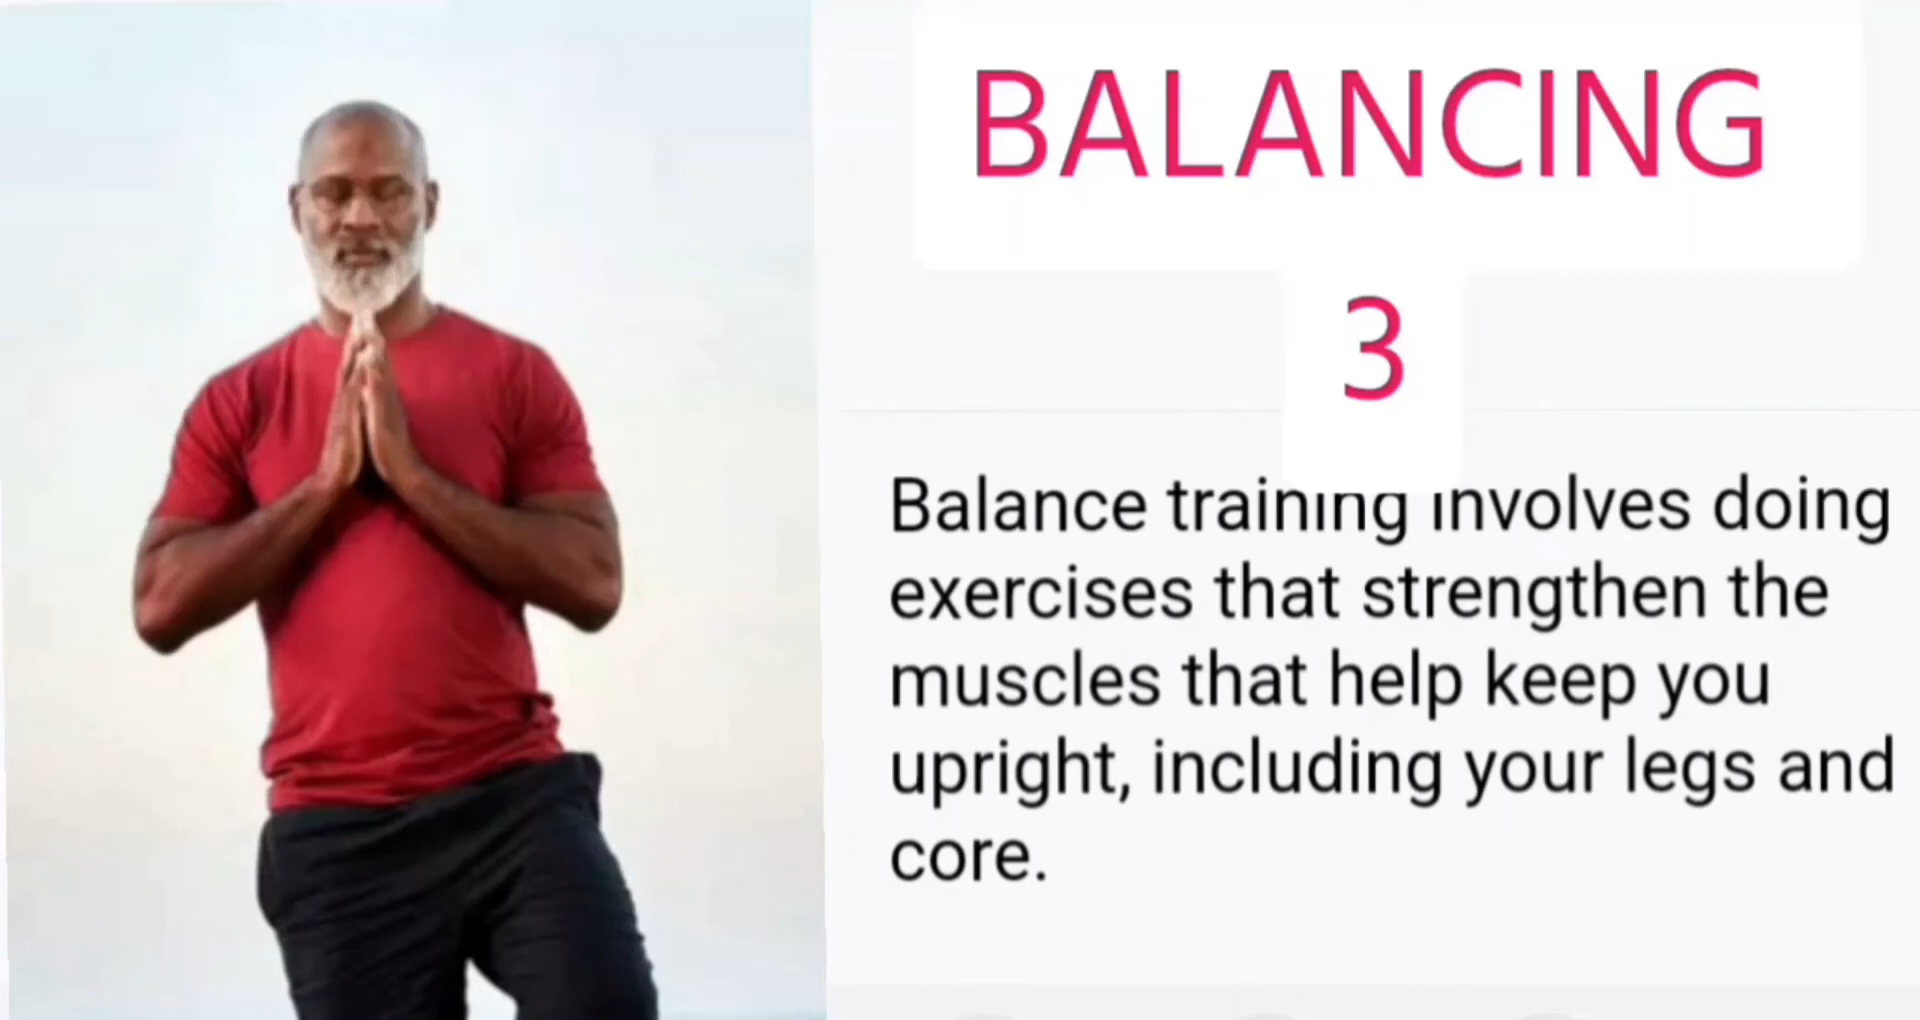 BALANCING
3
Balance training involves doing
exercises that strengthen the
muscles that help keep you
upright, including your legs and
core.